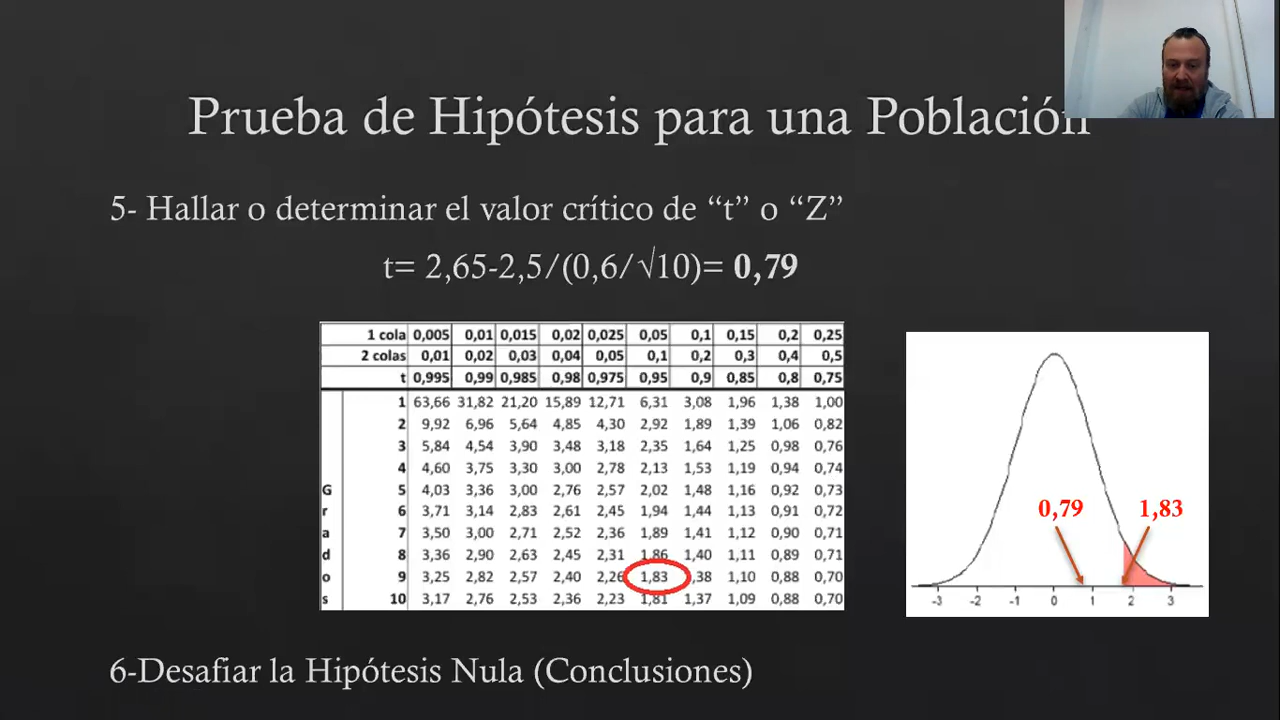 Prueba de Hipótesis para una Población
5- Hallar o determinar el valor crítico de “t” o “Z”
t= 2,65-2,5/(0,6/√10)= 0,79
1 cola 0,005 0,01 0,015 0,02 0,025 0,05 0,1 0,15 0,2 0,25
2 colas 0,01 0,02 0,03 0,04 0,05 0,1 0,2 0,3 0,4 0,5
t 0,995 0,99 0,985 0,98 0,975 0,95 0,9 0,85 0,8 0,75
1 63,66 31,82 21,20 15,89 12,71 6,31 3,08 1,96 1,38 1,00
2 9,92 6,96 5,64 4,85 4,30 2,92 1,89 1,39 1,06 0,82
3 5,84 4,54 3,90 3,48 3,18 2,35 1,64 1,25 0,98 0,76
4 4,60 3,75 3,30 3,00 2,78 2,13 1,53 1,19 0,94 0,74
G 5 4,03 3,36 3,00 2,76 2,57 2,02 1,48 1,16 0,92 0,73
r 6 3,71 3,14 2,83 2,61 2,45 1,94 1,44 1,13 0,91 0,72
a 7 3,50 3,00 2,71 2,52 2,36 1,89 1,41 1,12 0,90 0,71
d 8 3,36 2,90 2,63 2,45 2,31 1,86 1,40 1,11 0,89 0,71
o 9 3,25 2,82 2,57 2,40 2,26 1,83 ,38 1,10 0,88 0,70
s 10 3,17 2,76 2,53 2,36 2,23 1,81 1,37 1,09 0,88 0,70
0,79 1,83
-3 -2 -1 0 1 2 3
6-Desafiar la Hipótesis Nula (Conclusiones)